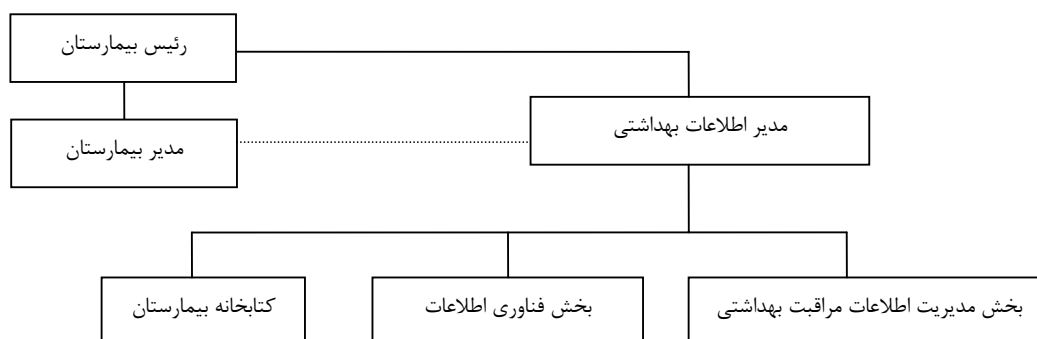 رئیس بیمارستان
مدیر اطلاعات بهداشتی
مدیر بیمارستان
بخش مدیریت اطلاعات مراقبت بهداشتی
بخش فناوری اطلاعات
کتابخانه بیمارستان